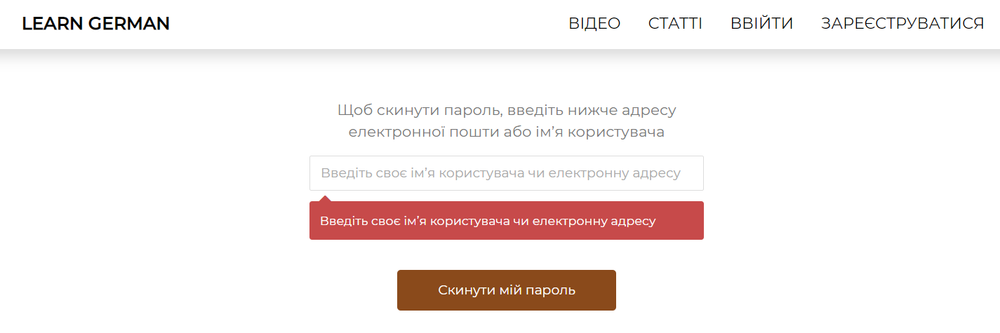 LEARN GERMAN
ВІДЕО
СТАТТІ
ВВІЙТИ
ЗАРЕЄСТРУВАТИСЯ
Щоб скинути пароль, введіть нижче адресу
електронної пошти або ім’я користувача
Введіть своє ім’я користувача чи електронну адресу
Введіть своє ім’я користувача чи електронну адресу
Скинути мій пароль